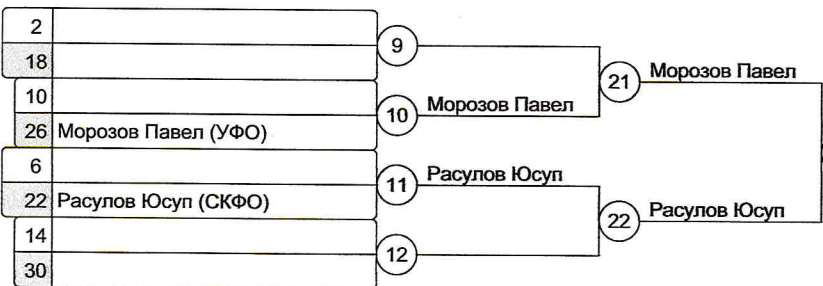 2
18
9
10
26 Морозов Павел (УФО)
10 Морозов Павел
21 Морозов Павел
6
22 Расулов Юсуп (СКФО)
11 Расулов Юсуп
22 Расулов Юсуп
14
30
12